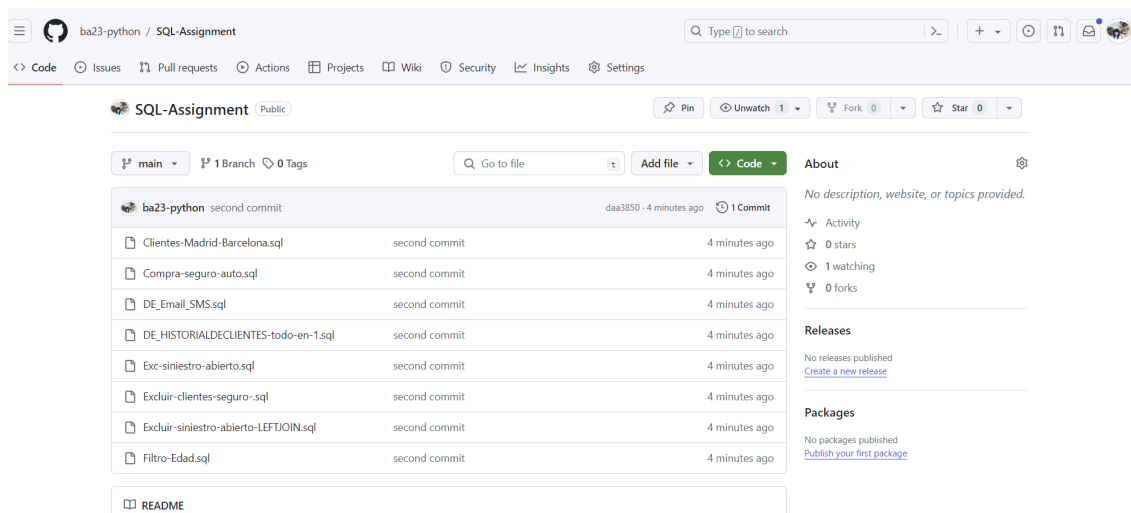 ba23-python / SQL-Assignment
Type / to search
Code Issues Pull requests Actions Projects Wiki Security Insights Settings
SQL-Assignment Public
Pin Unwatch 1 Fork 0 Star 0
main 1 Branch 0 Tags Go to file t Add file Code
ba23-python second commit daa3850 · 4 minutes ago 1 Commit
Clientes-Madrid-Barcelona.sql second commit 4 minutes ago
Compra-seguro-auto.sql second commit 4 minutes ago
DE_Email_SMS.sql second commit 4 minutes ago
DE_HISTORIALDECLIENTES-todo-en-1.sql second commit 4 minutes ago
Exc-siniestro-abierto.sql second commit 4 minutes ago
Excluir-clientes-seguro-.sql second commit 4 minutes ago
Excluir-siniestro-abierto-LEFTJOIN.sql second commit 4 minutes ago
Filtro-Edad.sql second commit 4 minutes ago
README
About
No description, website, or topics provided.
Activity
0 stars
1 watching
0 forks
Releases
No releases published
Create a new release
Packages
No packages published
Publish your first package